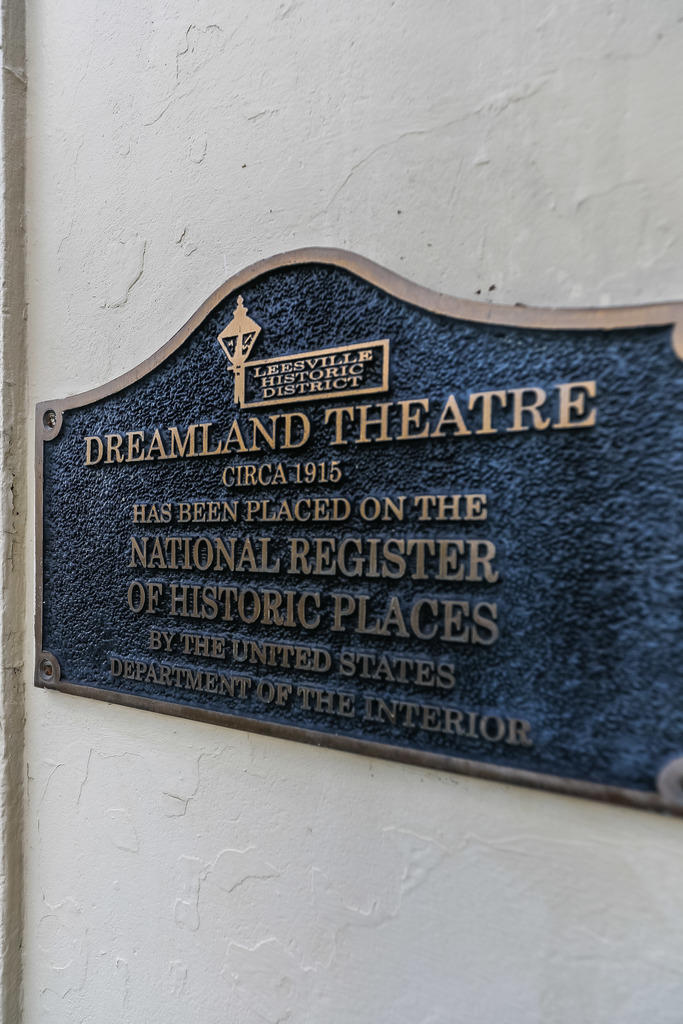 LEESVILLE
HISTORIC
DISTRICT
DREAMLAND THEATRE
CIRCA 1915
HAS BEEN PLACED ON THE
NATIONAL REGISTER
OF HISTORIC PLACES
BY THE UNITED STATES
DEPARTMENT OF THE INTERIOR